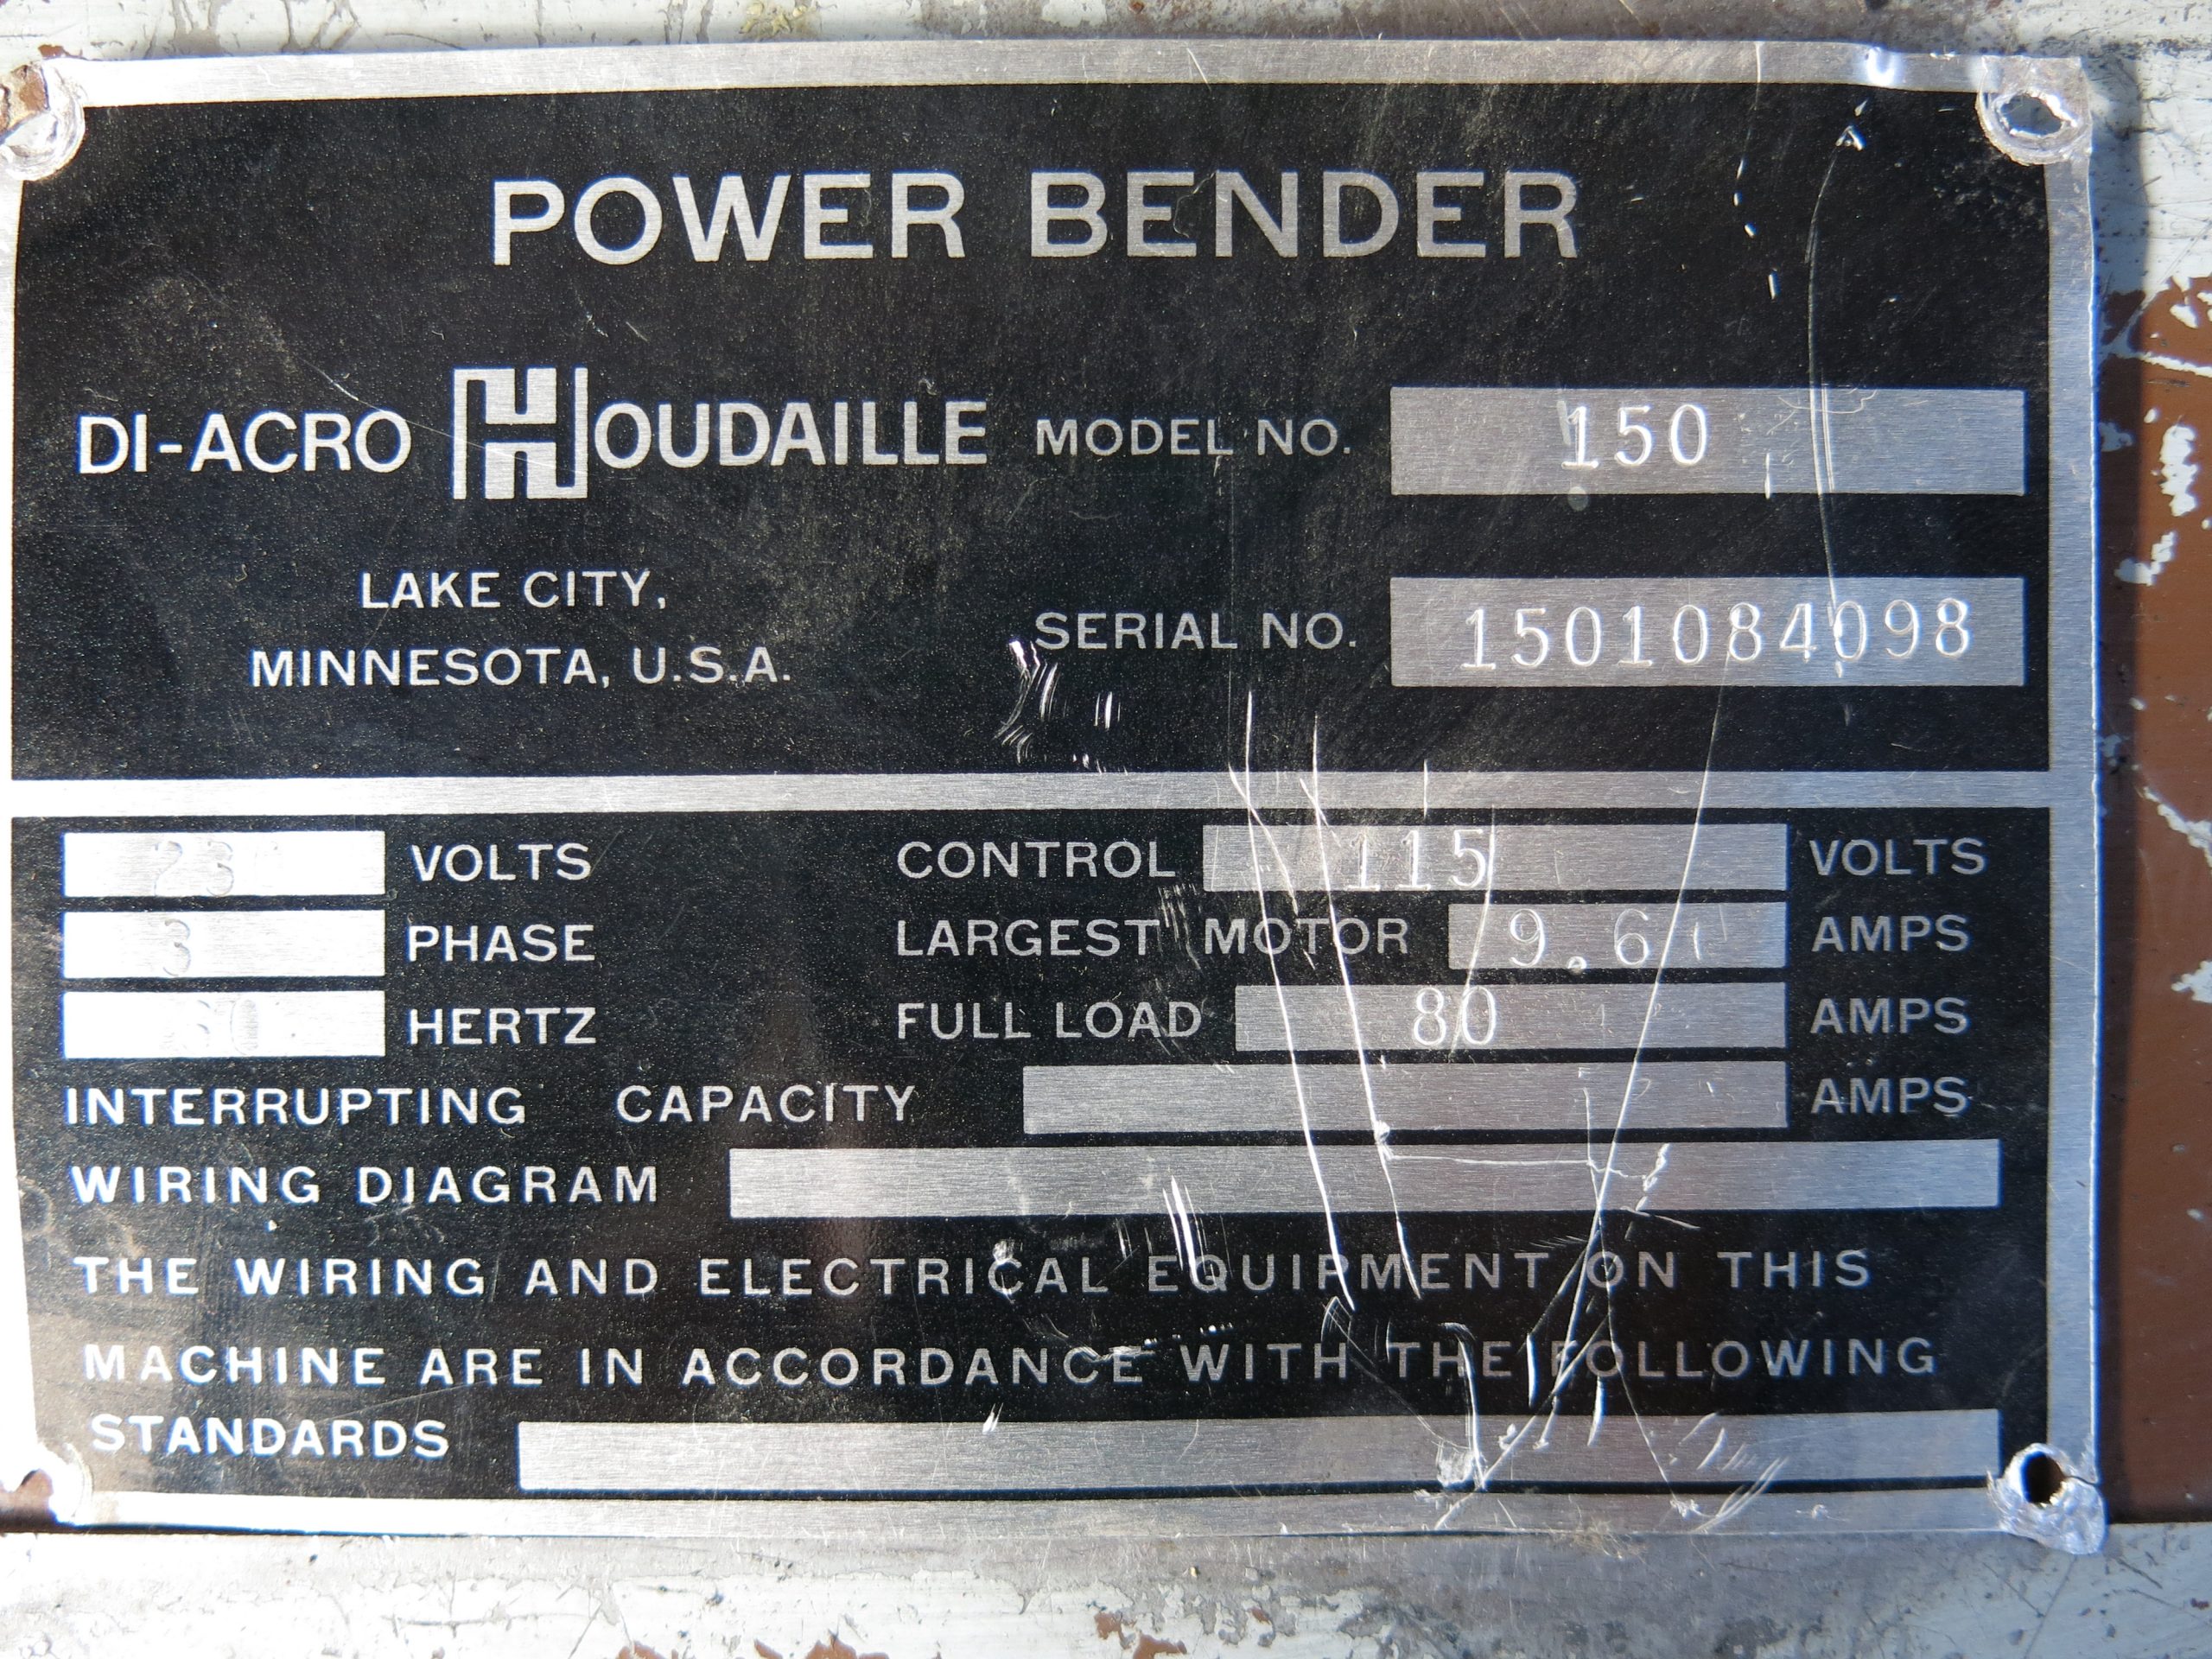 POWER BENDER
DI-ACRO HOUDAILLE MODEL NO. 150
LAKE CITY,
MINNESOTA, U.S.A.
SERIAL NO. 1501084098
230 VOLTS CONTROL 115 VOLTS
3 PHASE LARGEST MOTOR 9.6 AMPS
60 HERTZ FULL LOAD 80 AMPS
INTERRUPTING CAPACITY AMPS
WIRING DIAGRAM
THE WIRING AND ELECTRICAL EQUIPMENT ON THIS
MACHINE ARE IN ACCORDANCE WITH THE FOLLOWING
STANDARDS